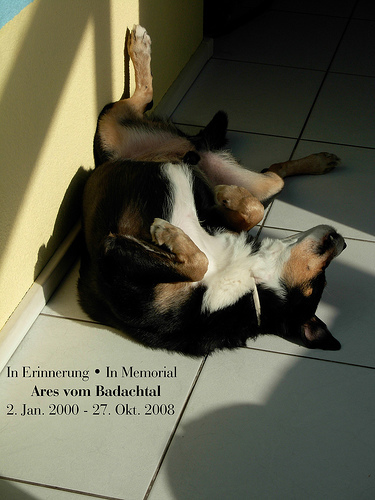 In Erinnerung • In Memorial
Ares vom Badachtal
2. Jan. 2000 - 27. Okt. 2008